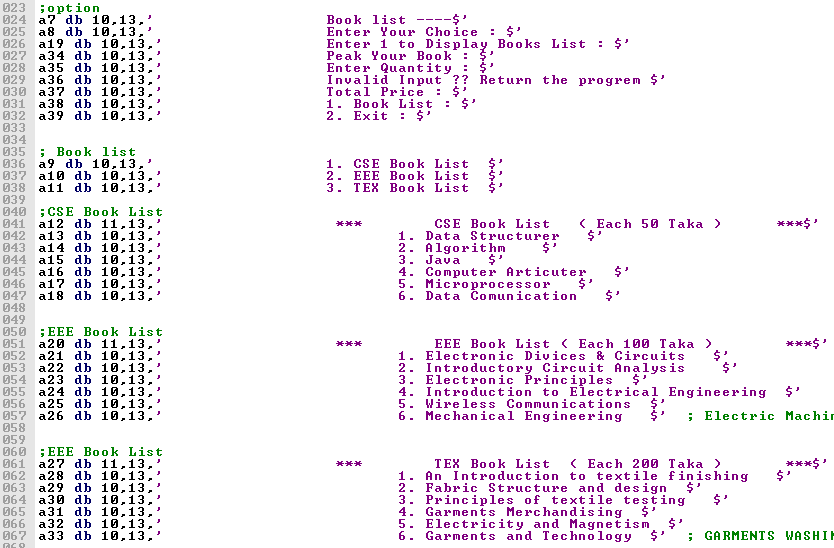 023 ;option
024 a7 db 10,13,' Book list ----$'
025 a8 db 10,13,' Enter Your Choice : $'
026 a19 db 10,13,' Enter 1 to Display Books List : $'
027 a34 db 10,13,' Peak Your Book : $'
028 a35 db 10,13,' Enter Quantity : $'
029 a36 db 10,13,' Invalid Input ?? Return the progrem $'
030 a37 db 10,13,' Total Price : $'
031 a38 db 10,13,' 1. Book List : $'
032 a39 db 10,13,' 2. Exit : $'
033
034
035 ; Book list
036 a9 db 10,13,' 1. CSE Book List $'
037 a10 db 10,13,' 2. EEE Book List $'
038 a11 db 10,13,' 3. TEX Book List $'
039
040 ;CSE Book List
041 a12 db 11,13,' *** CSE Book List ( Each 50 Taka ) ***$'
042 a13 db 10,13,' 1. Data Structurer $'
043 a14 db 10,13,' 2. Algorithm $'
044 a15 db 10,13,' 3. Java $'
045 a16 db 10,13,' 4. Computer Articuter $'
046 a17 db 10,13,' 5. Microprocessor $'
047 a18 db 10,13,' 6. Data Comunication $'
048
049
050 ;EEE Book List
051 a20 db 11,13,' *** EEE Book List ( Each 100 Taka ) ***$'
052 a21 db 10,13,' 1. Electronic Divices & Circuits $'
053 a22 db 10,13,' 2. Introductory Circuit Analysis $'
054 a23 db 10,13,' 3. Electronic Principles $'
055 a24 db 10,13,' 4. Introduction to Electrical Engineering $'
056 a25 db 10,13,' 5. Wireless Communications $'
057 a26 db 10,13,' 6. Mechanical Engineering $' ; Electric Machin
058
059
060 ;EEE Book List
061 a27 db 11,13,' *** TEX Book List ( Each 200 Taka ) ***$'
062 a28 db 10,13,' 1. An Introduction to textile finishing $'
063 a29 db 10,13,' 2. Fabric Structure and design $'
064 a30 db 10,13,' 3. Principles of textile testing $'
065 a31 db 10,13,' 4. Garments Merchandising $'
066 a32 db 10,13,' 5. Electricity and Magnetism $'
067 a33 db 10,13,' 6. Garments and Technology $' ; GARMENTS